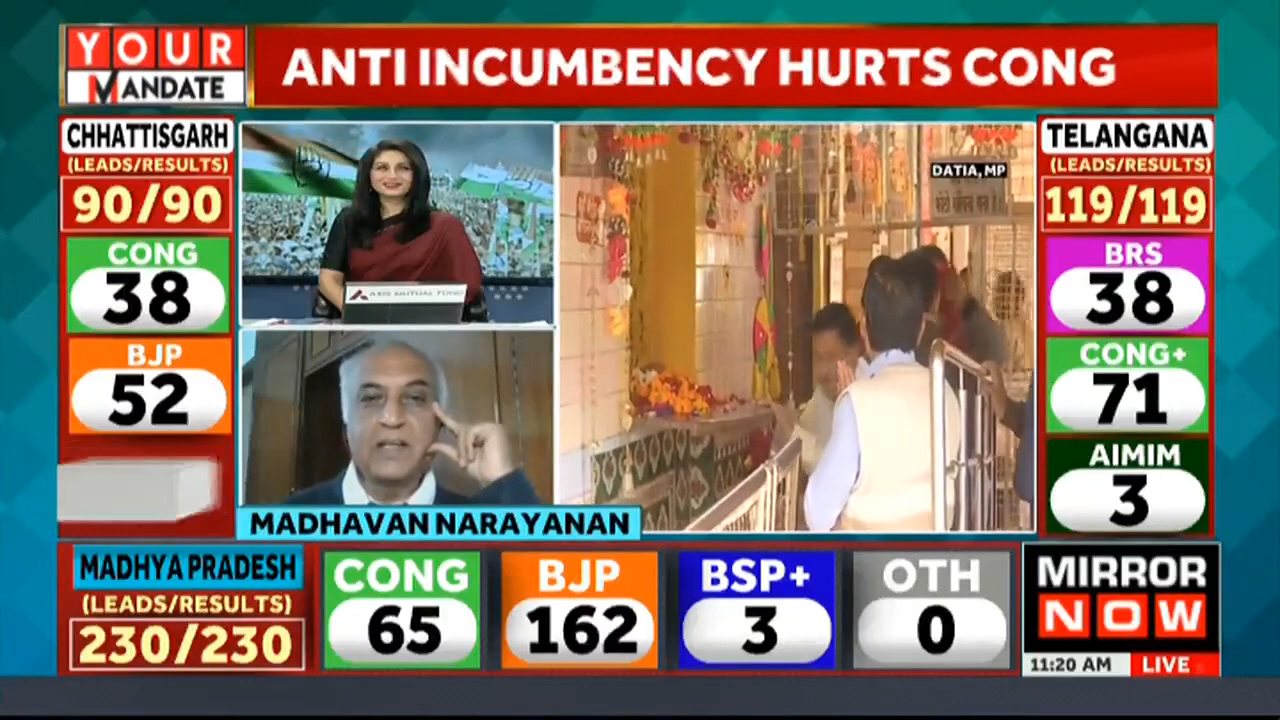 YOUR
MANDATE
ANTI INCUMBENCY HURTS CONG
CHHATTISGARH
(LEADS/RESULTS)
90/90
CONG
38
BJP
52
AXIS MUTUAL FUND
DATIA, MP
MADHAVAN NARAYANAN
TELANGANA
(LEADS/RESULTS)
119/119
BRS
38
CONG+
71
AIMIM
3
MADHYA PRADESH
(LEADS/RESULTS)
230/230
CONG
65
BJP
162
BSP+
3
OTH
0
MIRROR
NOW
11:20 AM
LIVE